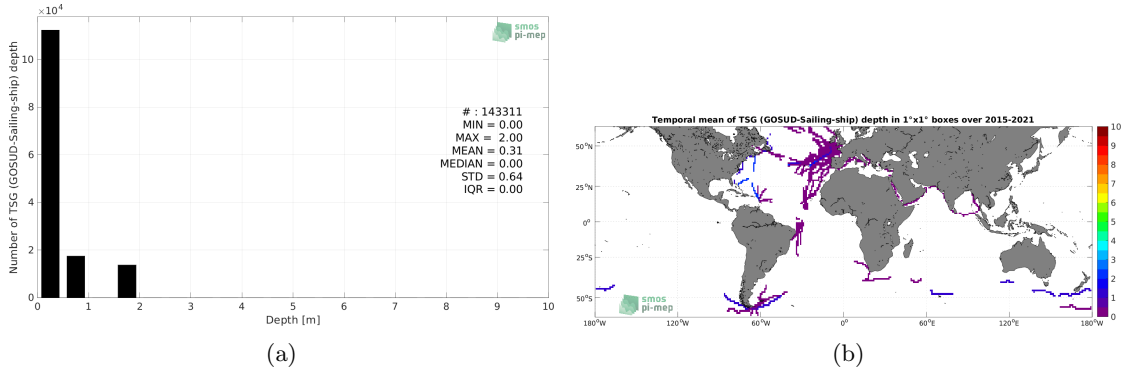 ×10⁴
10
8
6
4
2
0
Number of TSG (GOSUD-Sailing-ship) depth
smos
pi-mep
# : 143311
MIN = 0.00
MAX = 2.00
MEAN = 0.31
MEDIAN = 0.00
STD = 0.64
IQR = 0.00
0 1 2 3 4 5 6 7 8 9 10
Depth [m]
(a)
Temporal mean of TSG (GOSUD-Sailing-ship) depth in 1°x1° boxes over 2015-2021
50°N
25°N
0°
25°S
50°S
smos
pi-mep
180°W 120°W 60°W 0° 60°E 120°E 180°W
10
9
8
7
6
5
4
3
2
1
0
(b)